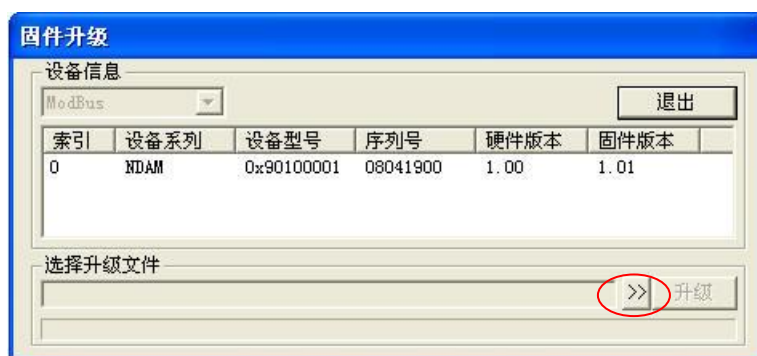 固件升级
设备信息
ModBus
退出
索引 设备系列 设备型号 序列号 硬件版本 固件版本
0 NDAM 0x90100001 08041900 1.00 1.01
选择升级文件
>> 升级